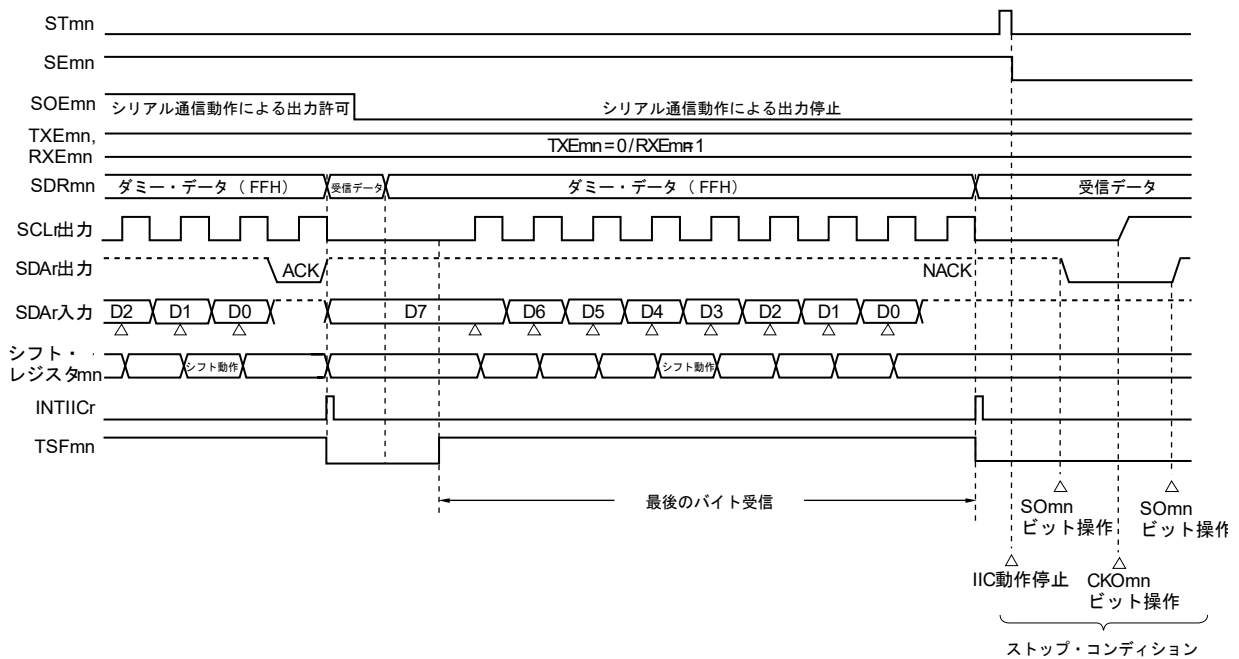 STmn
SEmn
SOEmn
シリアル通信動作による出力許可
シリアル通信動作による出力停止
TXEmn,
RXEmn
TXEmn=0/RXEmn=1
SDRmn
ダミー・データ（FFH）
受信データ
ダミー・データ（FFH）
受信データ
SCLr出力
SDAr出力
ACK
NACK
SDAr入力
D2
D1
D0
D7
D6
D5
D4
D3
D2
D1
D0
シフト・
レジスタmn
シフト動作
シフト動作
INTIICr
TSFmn
最後のバイト受信
SOmn
ビット操作
SOmn
ビット操作
IIC動作停止
CKOmn
ビット操作
ストップ・コンディション